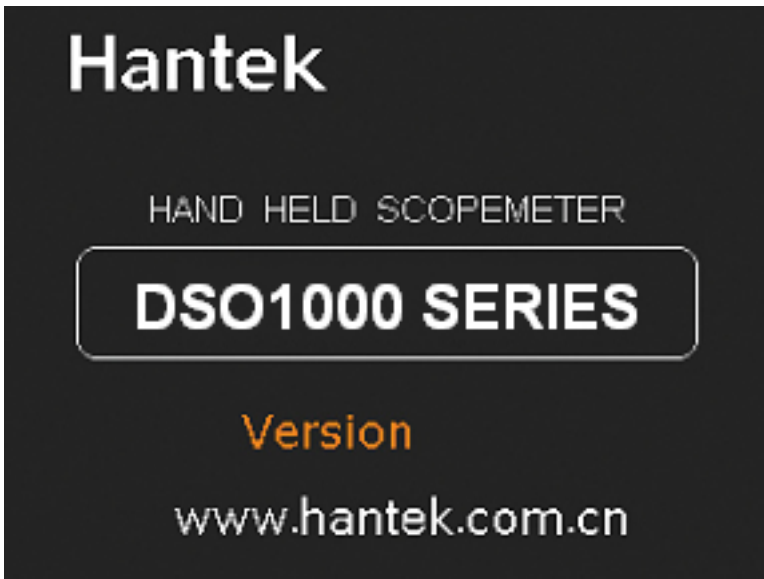 Hantek
HAND HELD SCOPEMETER
DSO1000 SERIES
Version
www.hantek.com.cn